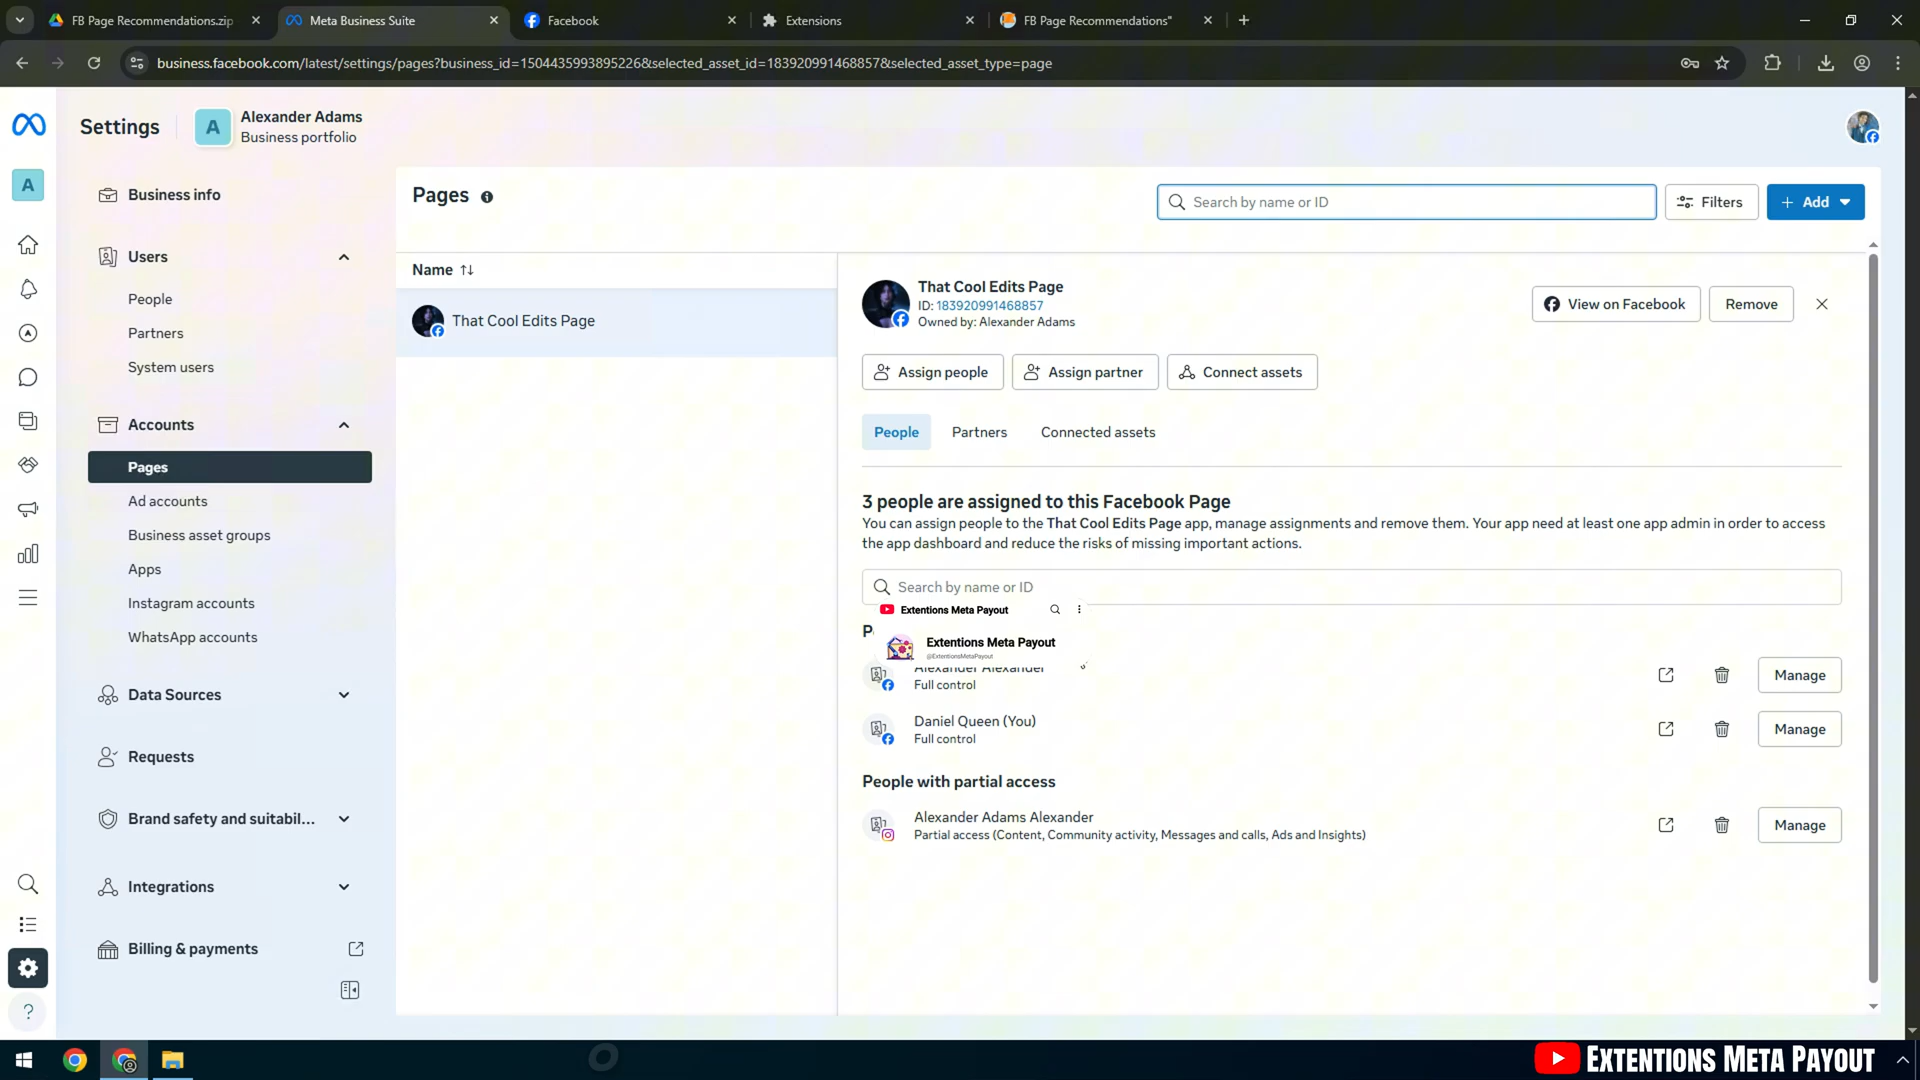 FB Page Recommendations.zip
Meta Business Suite
Facebook
Extensions
FB Page Recommendations"
business.facebook.com/latest/settings/pages?business_id=1504435993895226&selected_asset_id=183920991468857&selected_asset_type=page
Settings
A
Alexander Adams
Business portfolio
A
Business info
Users
People
Partners
System users
Accounts
Pages
Ad accounts
Business asset groups
Apps
Instagram accounts
WhatsApp accounts
Data Sources
Requests
Brand safety and suitabil...
Integrations
Billing & payments
Pages
Search by name or ID
Filters
+ Add
Name
That Cool Edits Page
That Cool Edits Page
ID: 183920991468857
Owned by: Alexander Adams
View on Facebook
Remove
Assign people
Assign partner
Connect assets
People
Partners
Connected assets
3 people are assigned to this Facebook Page
You can assign people to the That Cool Edits Page app, manage assignments and remove them. Your app need at least one app admin in order to access
the app dashboard and reduce the risks of missing important actions.
Search by name or ID
Extentions Meta Payout
Extentions Meta Payout
@ExtentionsMetaPayout
Alexander Alexander
Full control
Manage
Daniel Queen (You)
Full control
Manage
People with partial access
Alexander Adams Alexander
Partial access (Content, Community activity, Messages and calls, Ads and Insights)
Manage
EXTENTIONS META PAYOUT